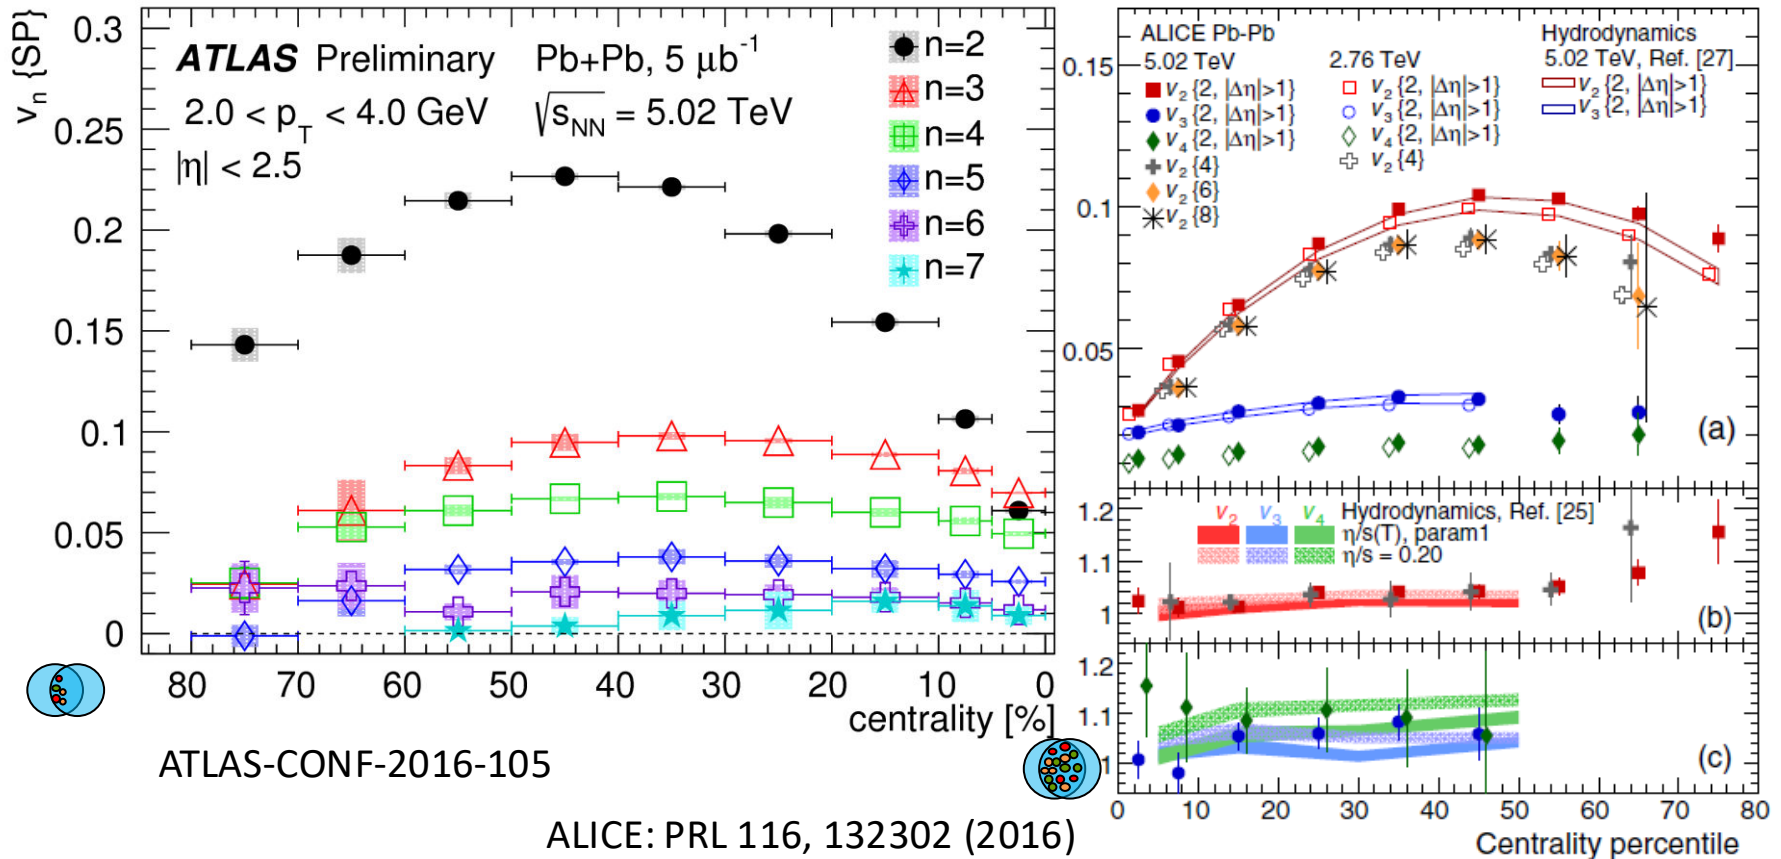 ATLAS Preliminary Pb+Pb, 5 μb⁻¹
2.0 < p_T < 4.0 GeV √s_NN = 5.02 TeV
|η| < 2.5
v_n {SP}
n=2
n=3
n=4
n=5
n=6
n=7
0.3
0.25
0.2
0.15
0.1
0.05
0
80 70 60 50 40 30 20 10 0
centrality [%]
ATLAS-CONF-2016-105
ALICE Pb-Pb
5.02 TeV
v₂{2, |Δη|>1}
v₃{2, |Δη|>1}
v₄{2, |Δη|>1}
v₂{4}
v₂{6}
v₂{8}
2.76 TeV
v₂{2, |Δη|>1}
v₃{2, |Δη|>1}
v₄{2, |Δη|>1}
v₂{4}
Hydrodynamics
5.02 TeV, Ref. [27]
v₂{2, |Δη|>1}
v₃{2, |Δη|>1}
0.15
0.1
0.05
(a)
v₂ v₃ v₄ Hydrodynamics, Ref. [25]
η/s(T), param1
η/s = 0.20
1.2
1.1
1
(b)
1.2
1.1
1
(c)
0 10 20 30 40 50 60 70 80
Centrality percentile
ALICE: PRL 116, 132302 (2016)